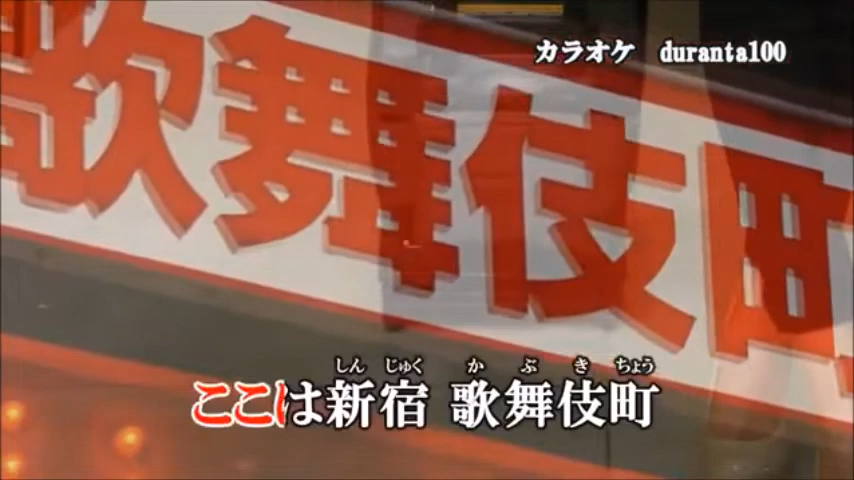 カラオケ duranta100
歌舞伎町
しん じゅく か ぶ き ちょう
ここは新宿 歌舞伎町